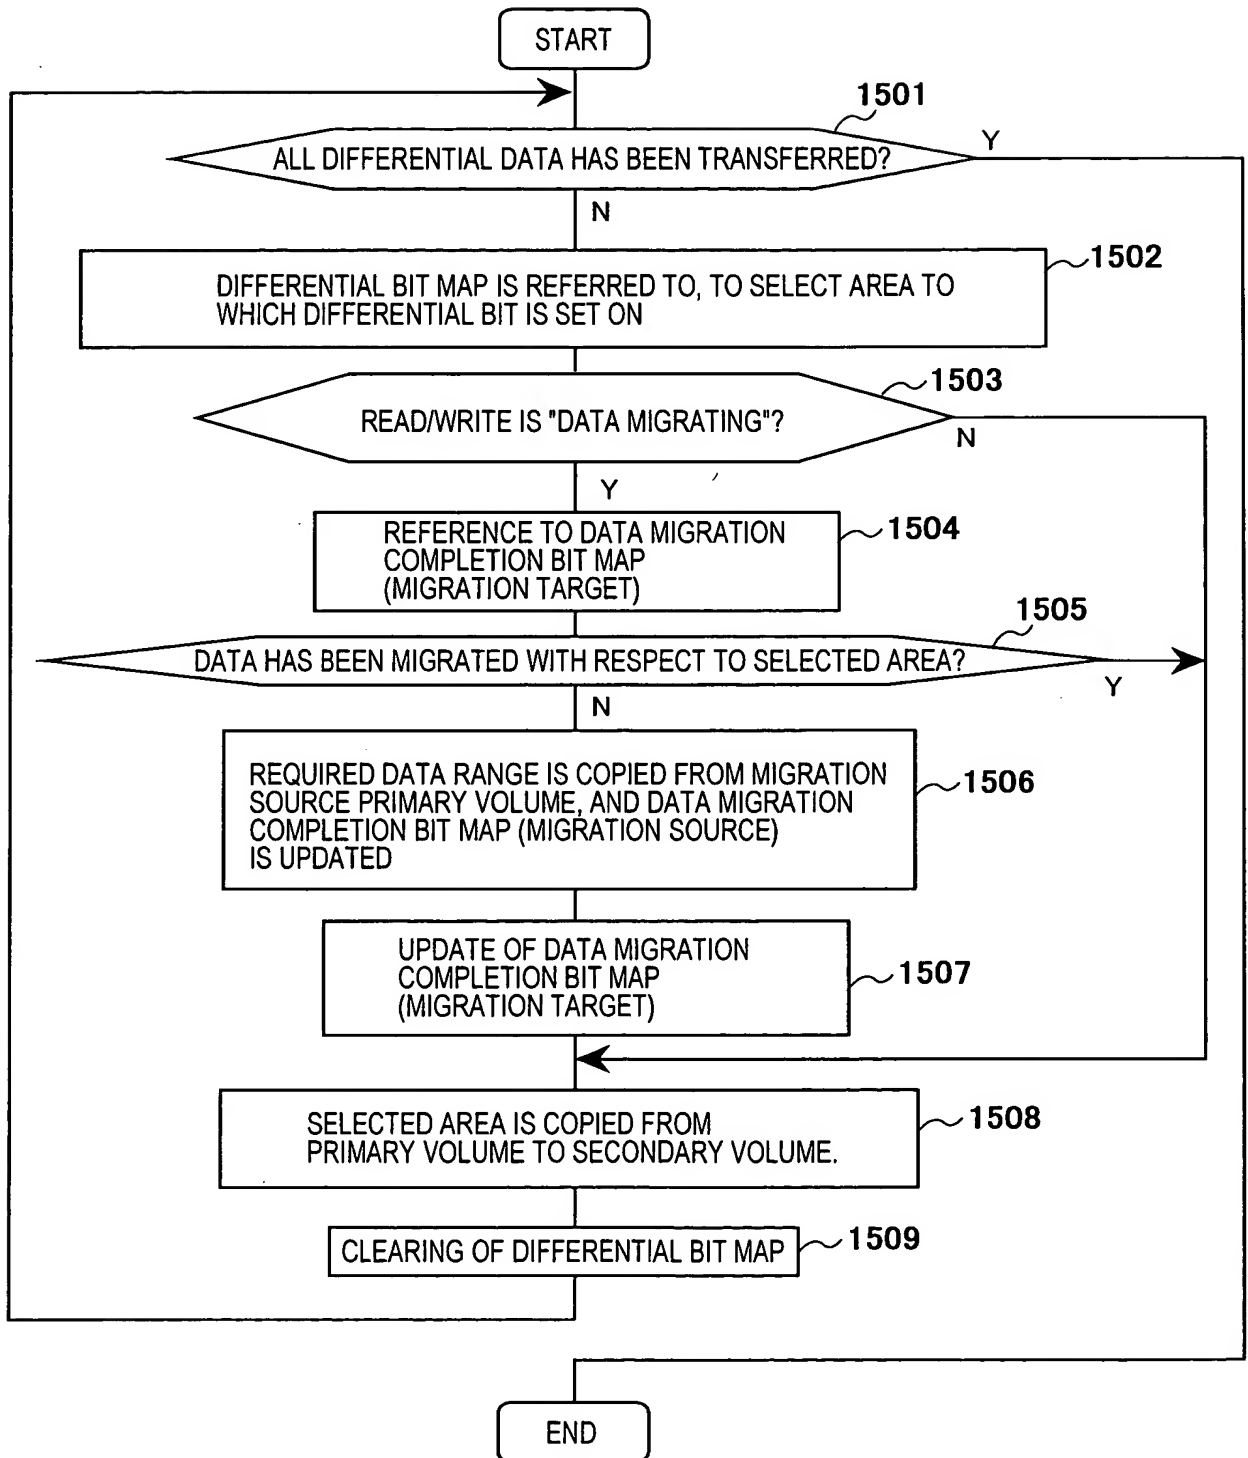 START
1501
ALL DIFFERENTIAL DATA HAS BEEN TRANSFERRED?
Y
N
1502
DIFFERENTIAL BIT MAP IS REFERRED TO, TO SELECT AREA TO
WHICH DIFFERENTIAL BIT IS SET ON
1503
READ/WRITE IS "DATA MIGRATING"?
N
Y
1504
REFERENCE TO DATA MIGRATION
COMPLETION BIT MAP
(MIGRATION TARGET)
1505
DATA HAS BEEN MIGRATED WITH RESPECT TO SELECTED AREA?
Y
N
1506
REQUIRED DATA RANGE IS COPIED FROM MIGRATION
SOURCE PRIMARY VOLUME, AND DATA MIGRATION
COMPLETION BIT MAP (MIGRATION SOURCE)
IS UPDATED
1507
UPDATE OF DATA MIGRATION
COMPLETION BIT MAP
(MIGRATION TARGET)
1508
SELECTED AREA IS COPIED FROM
PRIMARY VOLUME TO SECONDARY VOLUME.
1509
CLEARING OF DIFFERENTIAL BIT MAP
END